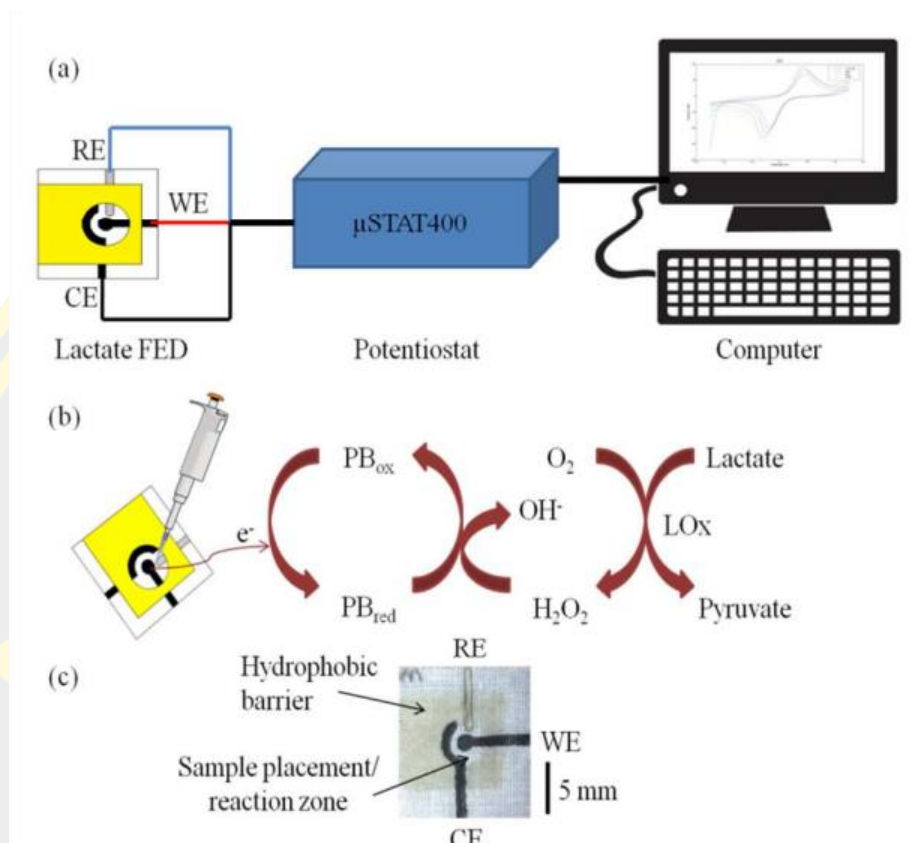 (a)
RE
WE
CE
µSTAT400
Lactate FED
Potentiostat
Computer
(b)
e-
PBox
PBred
O2
OH-
H2O2
Lactate
LOx
Pyruvate
(c)
RE
Hydrophobic
barrier
WE
Sample placement/
reaction zone
5 mm
CE